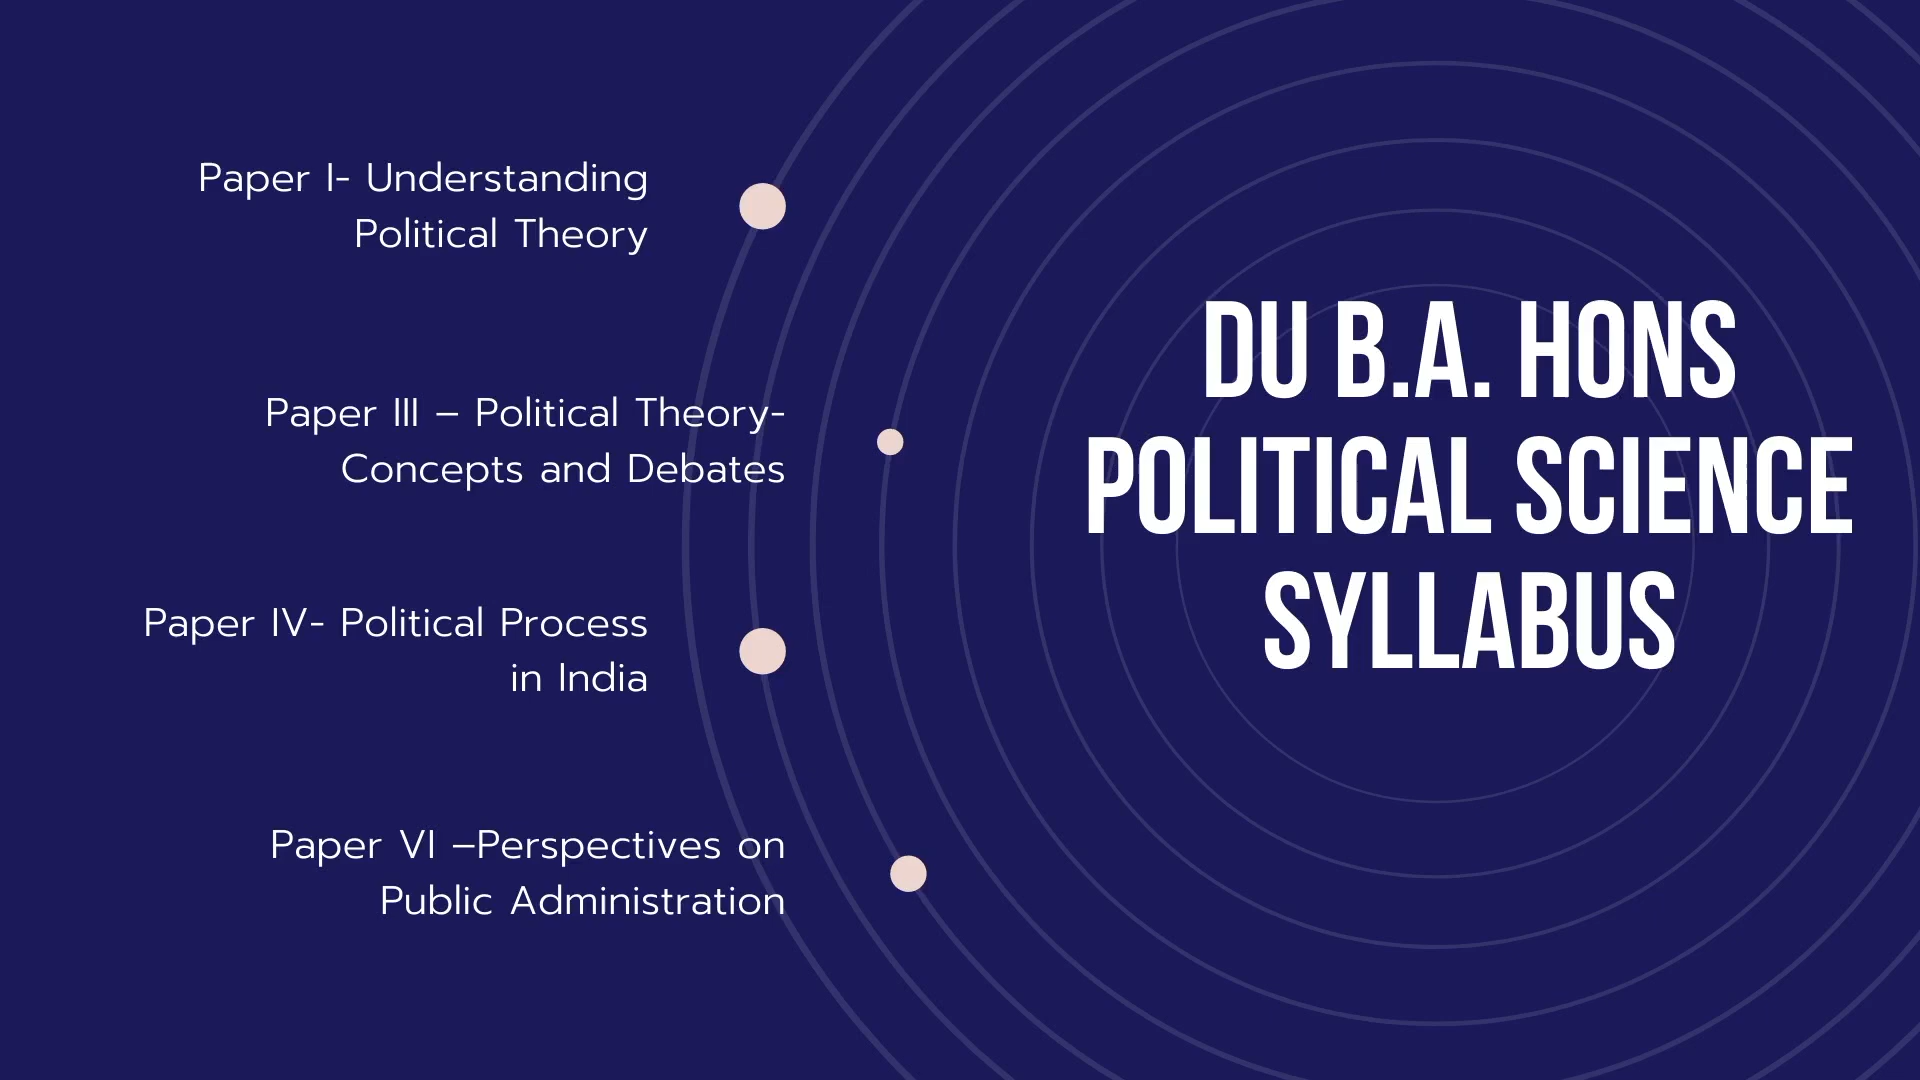 Paper I- Understanding
Political Theory
Paper III – Political Theory-
Concepts and Debates
Paper IV- Political Process
in India
Paper VI –Perspectives on
Public Administration
DU B.A. HONS
POLITICAL SCIENCE
SYLLABUS